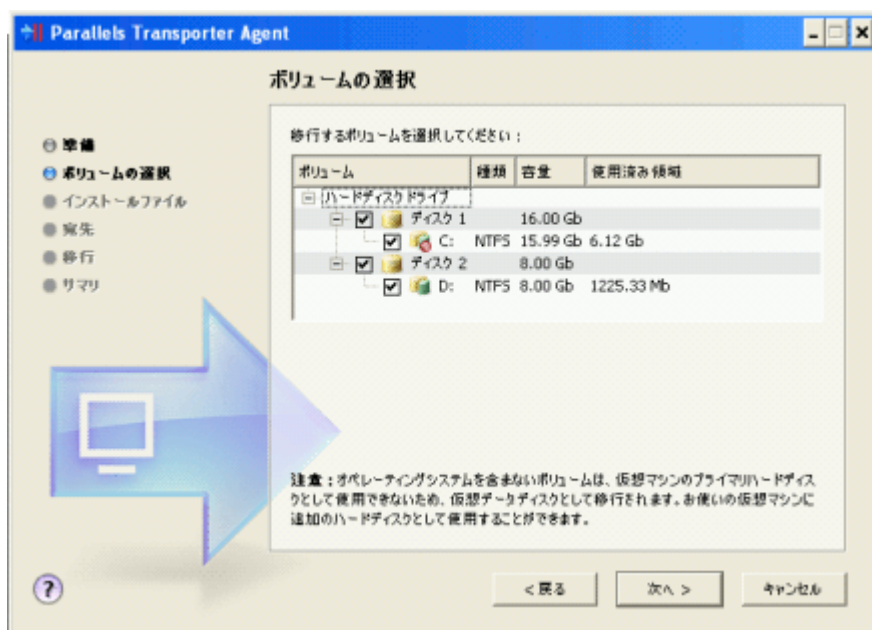 Parallels Transporter Agent
ボリュームの選択
準備
ボリュームの選択
インストールファイル
宛先
移行
サマリ
移行するボリュームを選択してください：
ボリューム 種類 容量 使用済み領域
ハードディスクドライブ
ディスク 1 16.00 Gb
C: NTFS 15.99 Gb 6.12 Gb
ディスク 2 8.00 Gb
D: NTFS 8.00 Gb 1225.33 Mb
注意：オペレーティングシステムを含まないボリュームは、仮想マシンのプライマリハードディス
クとして使用できないため、仮想データディスクとして移行されます。お使いの仮想マシンに
追加のハードディスクとして使用することができます。
?
< 戻る 次へ > キャンセル